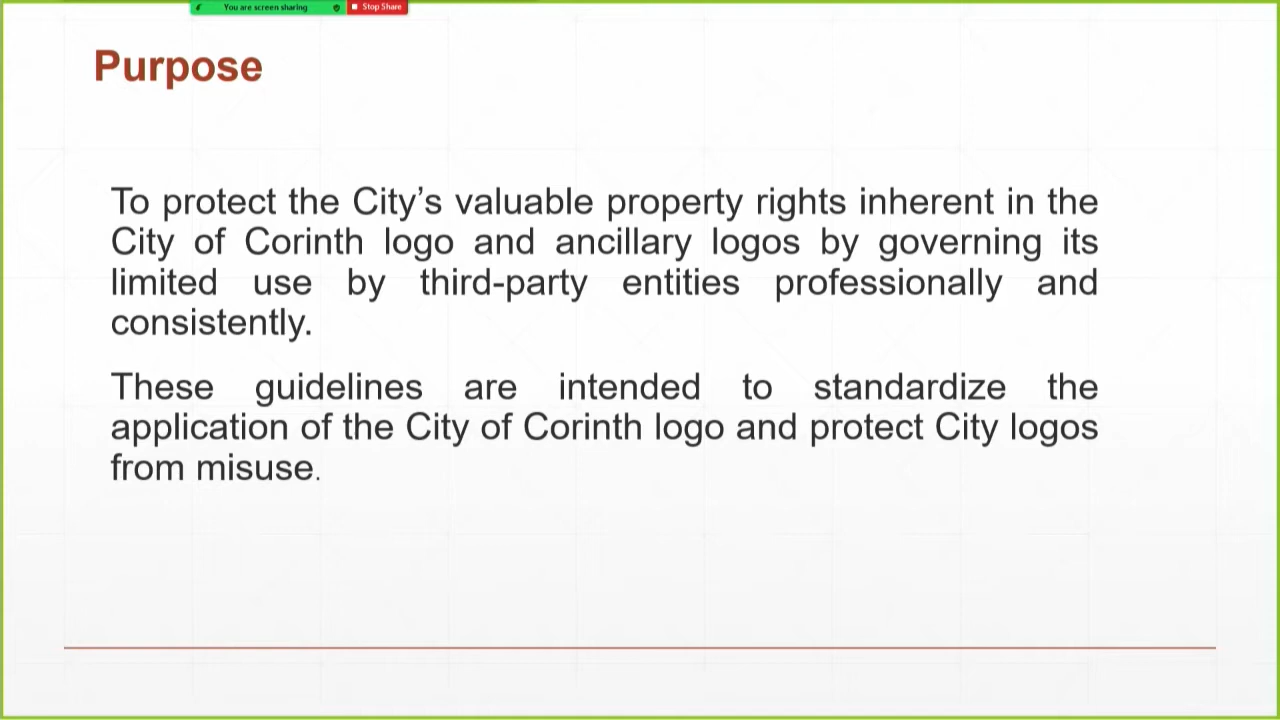 You are screen sharing
Stop Share
Purpose
To protect the City’s valuable property rights inherent in the
City of Corinth logo and ancillary logos by governing its
limited use by third-party entities professionally and
consistently.
These guidelines are intended to standardize the
application of the City of Corinth logo and protect City logos
from misuse.